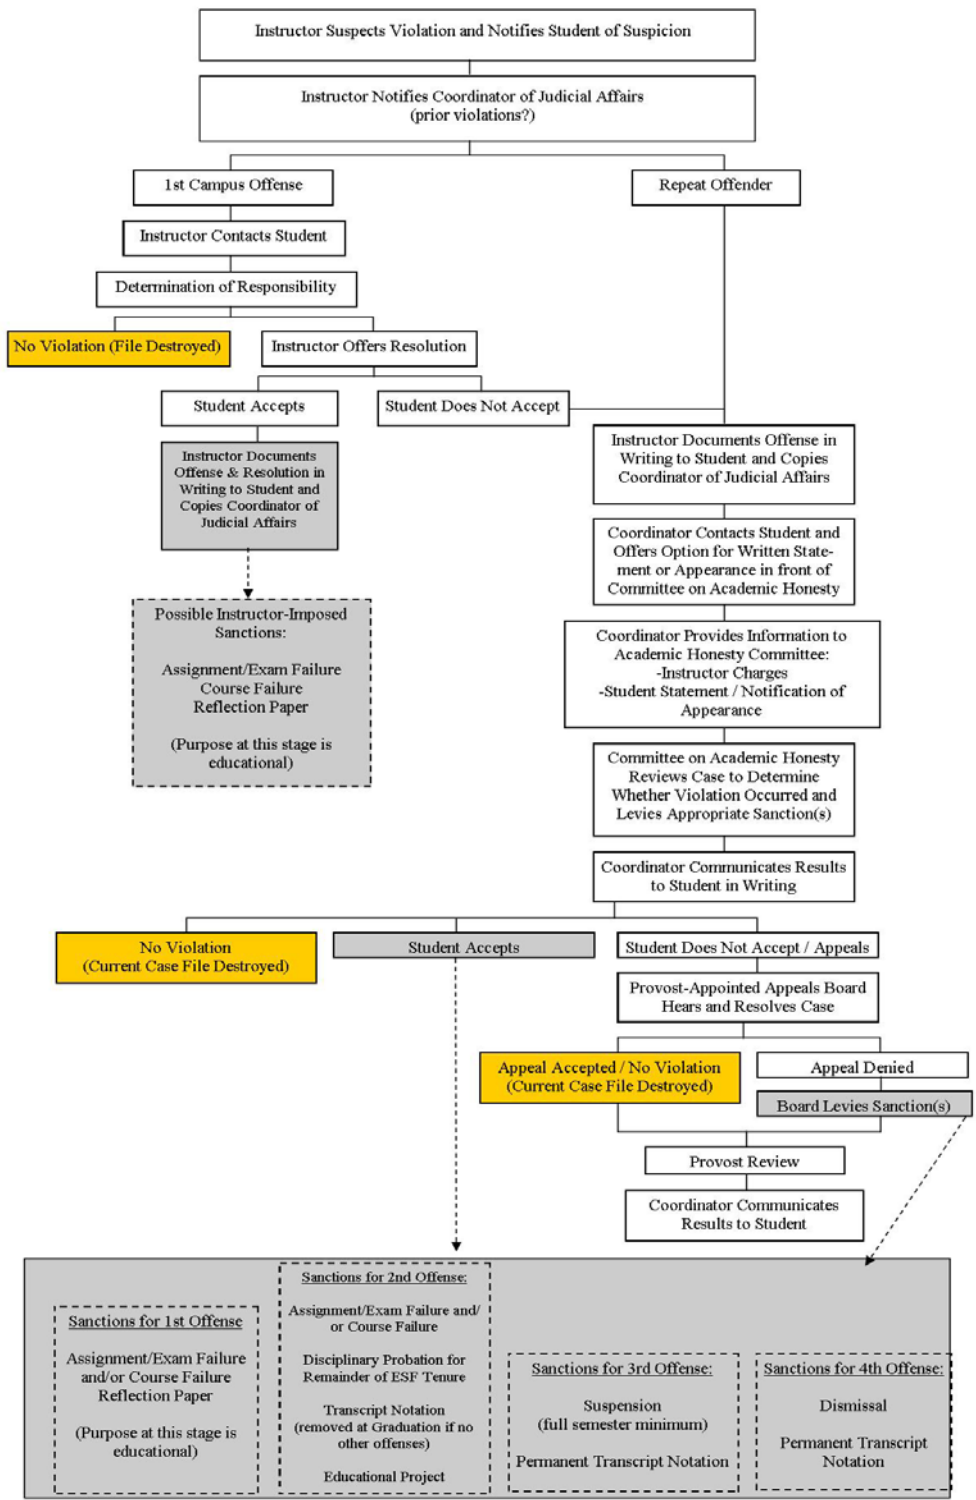 Instructor Suspects Violation and Notifies Student of Suspicion
Instructor Notifies Coordinator of Judicial Affairs
(prior violations?)
1st Campus Offense
Repeat Offender
Instructor Contacts Student
Determination of Responsibility
No Violation (File Destroyed)
Instructor Offers Resolution
Student Accepts
Student Does Not Accept
Instructor Documents
Offense & Resolution in
Writing to Student and
Copies Coordinator of
Judicial Affairs
Possible Instructor-Imposed
Sanctions:
Assignment/Exam Failure
Course Failure
Reflection Paper
(Purpose at this stage is
educational)
Instructor Documents Offense in
Writing to Student and Copies
Coordinator of Judicial Affairs
Coordinator Contacts Student and
Offers Option for Written State-
ment or Appearance in front of
Committee on Academic Honesty
Coordinator Provides Information to
Academic Honesty Committee:
-Instructor Charges
-Student Statement / Notification of
Appearance
Committee on Academic Honesty
Reviews Case to Determine
Whether Violation Occurred and
Levies Appropriate Sanction(s)
Coordinator Communicates Results
to Student in Writing
No Violation
(Current Case File Destroyed)
Student Accepts
Student Does Not Accept / Appeals
Provost-Appointed Appeals Board
Hears and Resolves Case
Appeal Accepted / No Violation
(Current Case File Destroyed)
Appeal Denied
Board Levies Sanction(s)
Provost Review
Coordinator Communicates
Results to Student
Sanctions for 1st Offense
Assignment/Exam Failure
and/or Course Failure
Reflection Paper
(Purpose at this stage is
educational)
Sanctions for 2nd Offense:
Assignment/Exam Failure and/
or Course Failure
Disciplinary Probation for
Remainder of ESF Tenure
Transcript Notation
(removed at Graduation if no
other offenses)
Educational Project
Sanctions for 3rd Offense:
Suspension
(full semester minimum)
Permanent Transcript Notation
Sanctions for 4th Offense:
Dismissal
Permanent Transcript
Notation